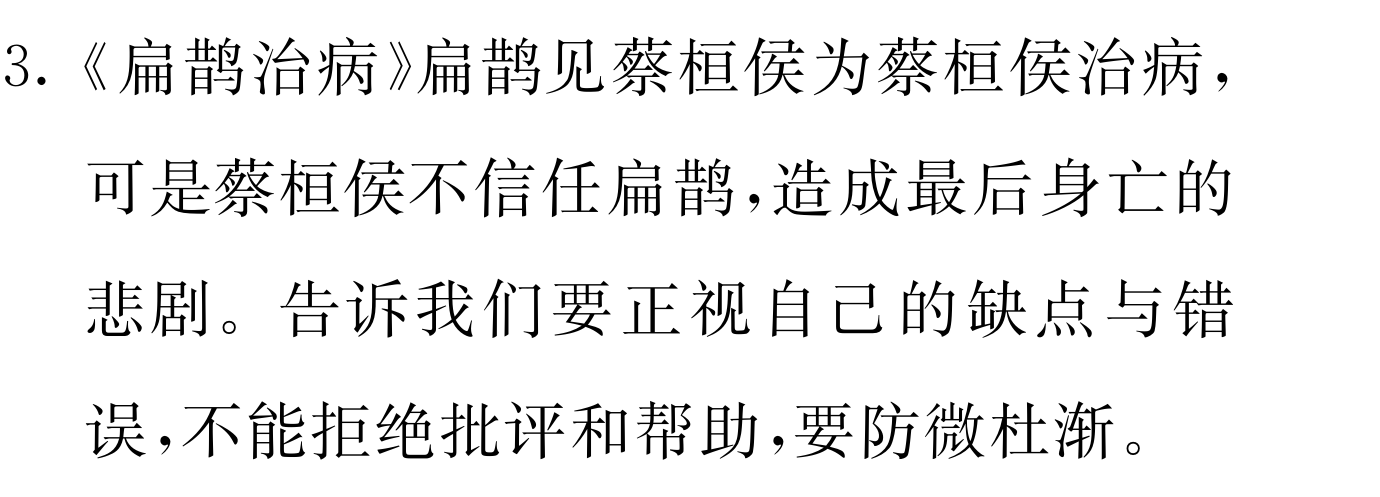 3.《扁鹊治病》扁鹊见蔡桓侯为蔡桓侯治病，
可是蔡桓侯不信任扁鹊，造成最后身亡的
悲剧。告诉我们要正视自己的缺点与错
误，不能拒绝批评和帮助，要防微杜渐。